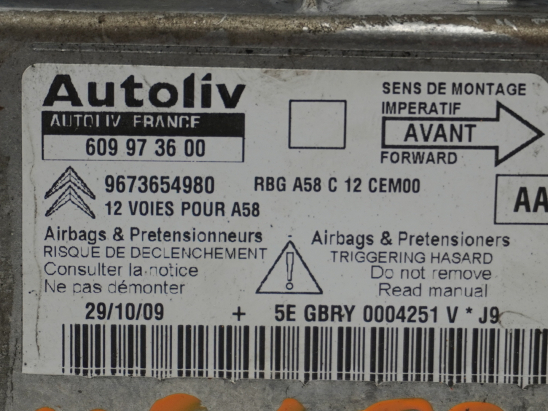 Autoliv
AUTOLIV FRANCE
609 97 36 00
SENS DE MONTAGE
IMPERATIF
AVANT
FORWARD
9673654980 RBG A58 C 12 CEM00
12 VOIES POUR A58
AA
Airbags & Pretensionneurs
RISQUE DE DECLENCHEMENT
Consulter la notice
Ne pas démonter
!
Airbags & Pretensioners
TRIGGERING HASARD
Do not remove
Read manual
29/10/09 + 5E GBR-Y 0004251 V * J9